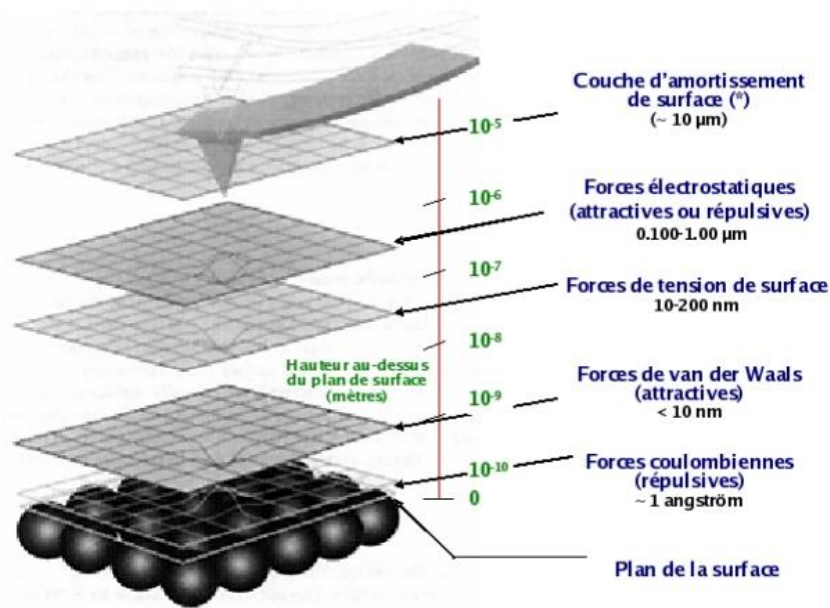 Couche d'amortissement
de surface (*)
(~ 10 µm)
10⁻⁵
10⁻⁶
Forces électrostatiques
(attractives ou répulsives)
0.100-1.00 µm
10⁻⁷
Forces de tension de surface
10-200 nm
10⁻⁸
Hauteur au-dessus
du plan de surface
(mètres)
10⁻⁹
Forces de van der Waals
(attractives)
< 10 nm
10⁻¹⁰
0
Forces coulombiennes
(répulsives)
~ 1 angström
Plan de la surface